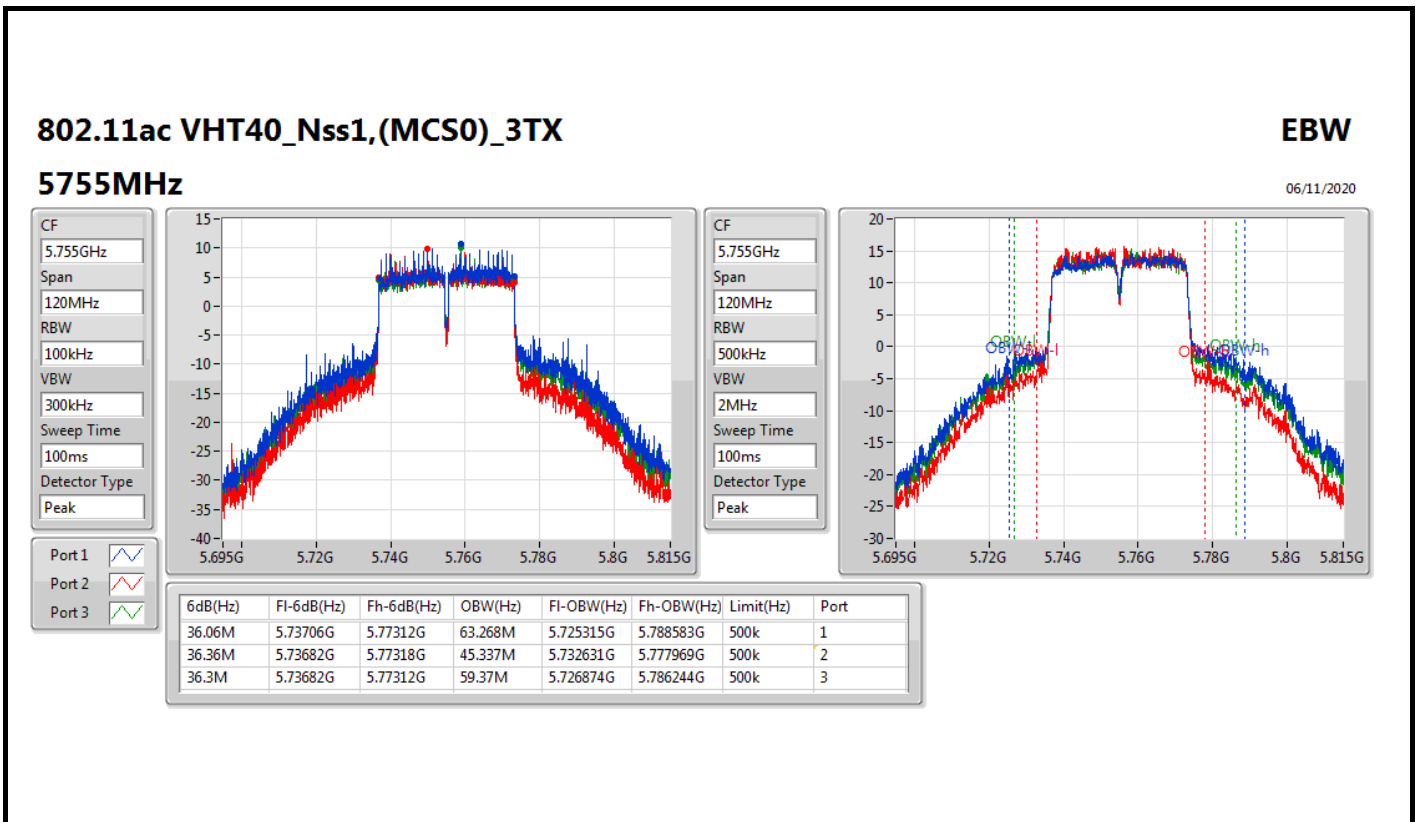 802.11ac VHT40_Nss1,(MCS0)_3TX
EBW
5755MHz
06/11/2020
CF
5.755GHz
Span
120MHz
RBW
100kHz
VBW
300kHz
Sweep Time
100ms
Detector Type
Peak
15
10
5
0
-5
-10
-15
-20
-25
-30
-35
-40
5.695G 5.72G 5.74G 5.76G 5.78G 5.8G 5.815G
CF
5.755GHz
Span
120MHz
RBW
500kHz
VBW
2MHz
Sweep Time
100ms
Detector Type
Peak
20
15
10
5
0
-5
-10
-15
-20
-25
-30
5.695G 5.72G 5.74G 5.76G 5.78G 5.8G 5.815G
Port 1
Port 2
Port 3
6dB(Hz) Fl-6dB(Hz) Fh-6dB(Hz) OBW(Hz) Fl-OBW(Hz) Fh-OBW(Hz) Limit(Hz) Port
36.06M 5.73706G 5.77312G 63.268M 5.725315G 5.788583G 500k 1
36.36M 5.73682G 5.77318G 45.337M 5.732631G 5.777969G 500k 2
36.3M 5.73682G 5.77312G 59.37M 5.726874G 5.786244G 500k 3